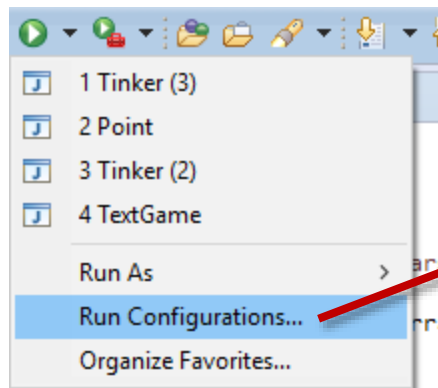 1 Tinker (3)
2 Point
3 Tinker (2)
4 TextGame
Run As
Run Configurations...
Organize Favorites...